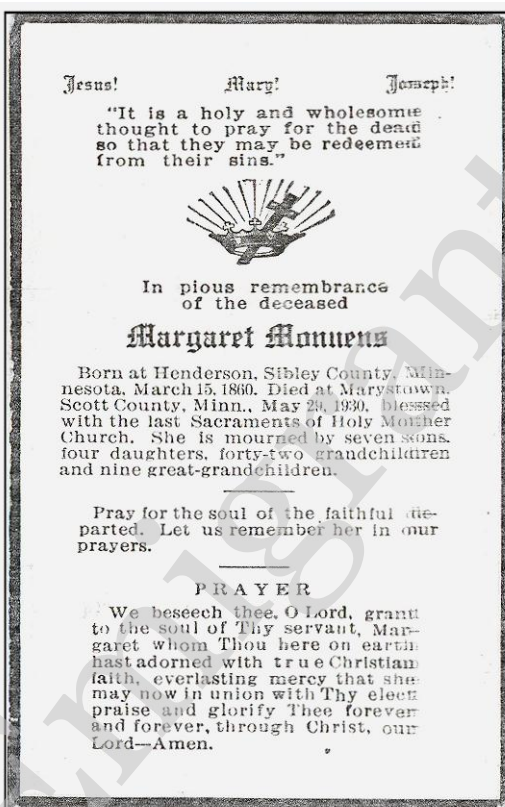 Jesus! Mary! Joseph!
"It is a holy and wholesome
thought to pray for the dead
so that they may be redeemed
from their sins."
In pious remembrance
of the deceased
Margaret Monnens
Born at Henderson, Sibley County, Min-
nesota, March 15, 1860. Died at Marystown,
Scott County, Minn., May 29, 1930, blessed
with the last Sacraments of Holy Mother
Church. She is mourned by seven sons,
four daughters, forty-two grandchildren
and nine great-grandchildren.
Pray for the soul of the faithful de-
parted. Let us remember her in our
prayers.
PRAYER
We beseech thee, O Lord, grant
to the soul of Thy servant, Mar-
garet whom Thou here on earth
hast adorned with true Christian
faith, everlasting mercy that she
may now in union with Thy elect
praise and glorify Thee forever
and forever, through Christ, our
Lord—Amen.